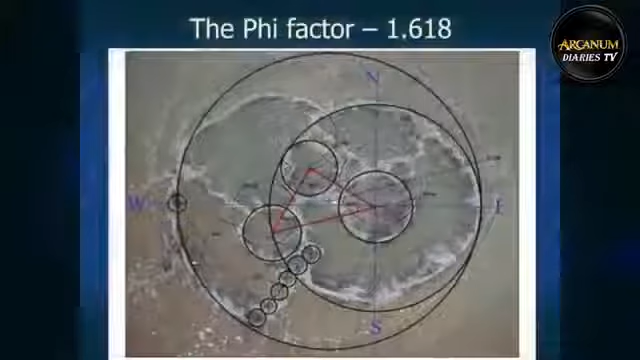 The Phi factor – 1.618
ARCANUM
DIARIES TV
N
W
S